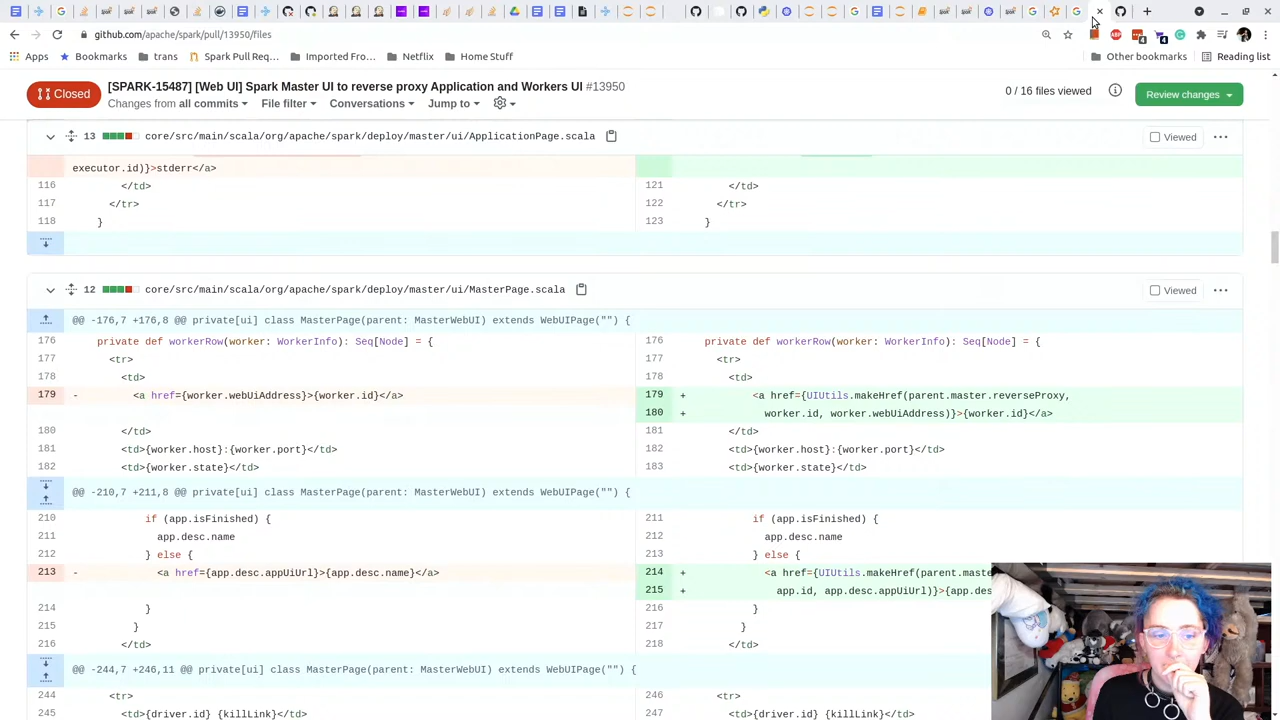 github.com/apache/spark/pull/13950/files
Apps
Bookmarks
trans
Spark Pull Req...
Imported Fro...
Netflix
Home Stuff
Other bookmarks
Reading list
Closed
[SPARK-15487] [Web UI] Spark Master UI to reverse proxy Application and Workers UI #13950
Changes from all commits
File filter
Conversations
Jump to
0 / 16 files viewed
Review changes
13 core/src/main/scala/org/apache/spark/deploy/master/ui/ApplicationPage.scala
Viewed
executor.id)}>stderr</a>
116 </td> 121 </td>
117 </tr> 122 </tr>
118 } 123 }
12 core/src/main/scala/org/apache/spark/deploy/master/ui/MasterPage.scala
Viewed
@@ -176,7 +176,8 @@ private[ui] class MasterPage(parent: MasterWebUI) extends WebUIPage("") {
176 private def workerRow(worker: WorkerInfo): Seq[Node] = { 176 private def workerRow(worker: WorkerInfo): Seq[Node] = {
177 <tr> 177 <tr>
178 <td> 178 <td>
179 - <a href={worker.webUiAddress}>{worker.id}</a> 179 + <a href={UIUtils.makeHref(parent.master.reverseProxy,
180 + worker.id, worker.webUiAddress)}>{worker.id}</a>
180 </td> 181 </td>
181 <td>{worker.host}:{worker.port}</td> 182 <td>{worker.host}:{worker.port}</td>
182 <td>{worker.state}</td> 183 <td>{worker.state}</td>
@@ -210,7 +211,8 @@ private[ui] class MasterPage(parent: MasterWebUI) extends WebUIPage("") {
210 if (app.isFinished) { 211 if (app.isFinished) {
211 app.desc.name 212 app.desc.name
212 } else { 213 } else {
213 - <a href={app.desc.appUiUrl}>{app.desc.name}</a> 214 + <a href={UIUtils.makeHref(parent.maste
215 + app.id, app.desc.appUiUrl)}>{app.des
214 } 216 }
215 } 217 }
216 </td> 218 </td>
@@ -244,7 +246,11 @@ private[ui] class MasterPage(parent: MasterWebUI) extends WebUIPage("") {
244 <tr> 246 <tr>
245 <td>{driver.id} {killLink}</td> 247 <td>{driver.id} {killLink}</td>